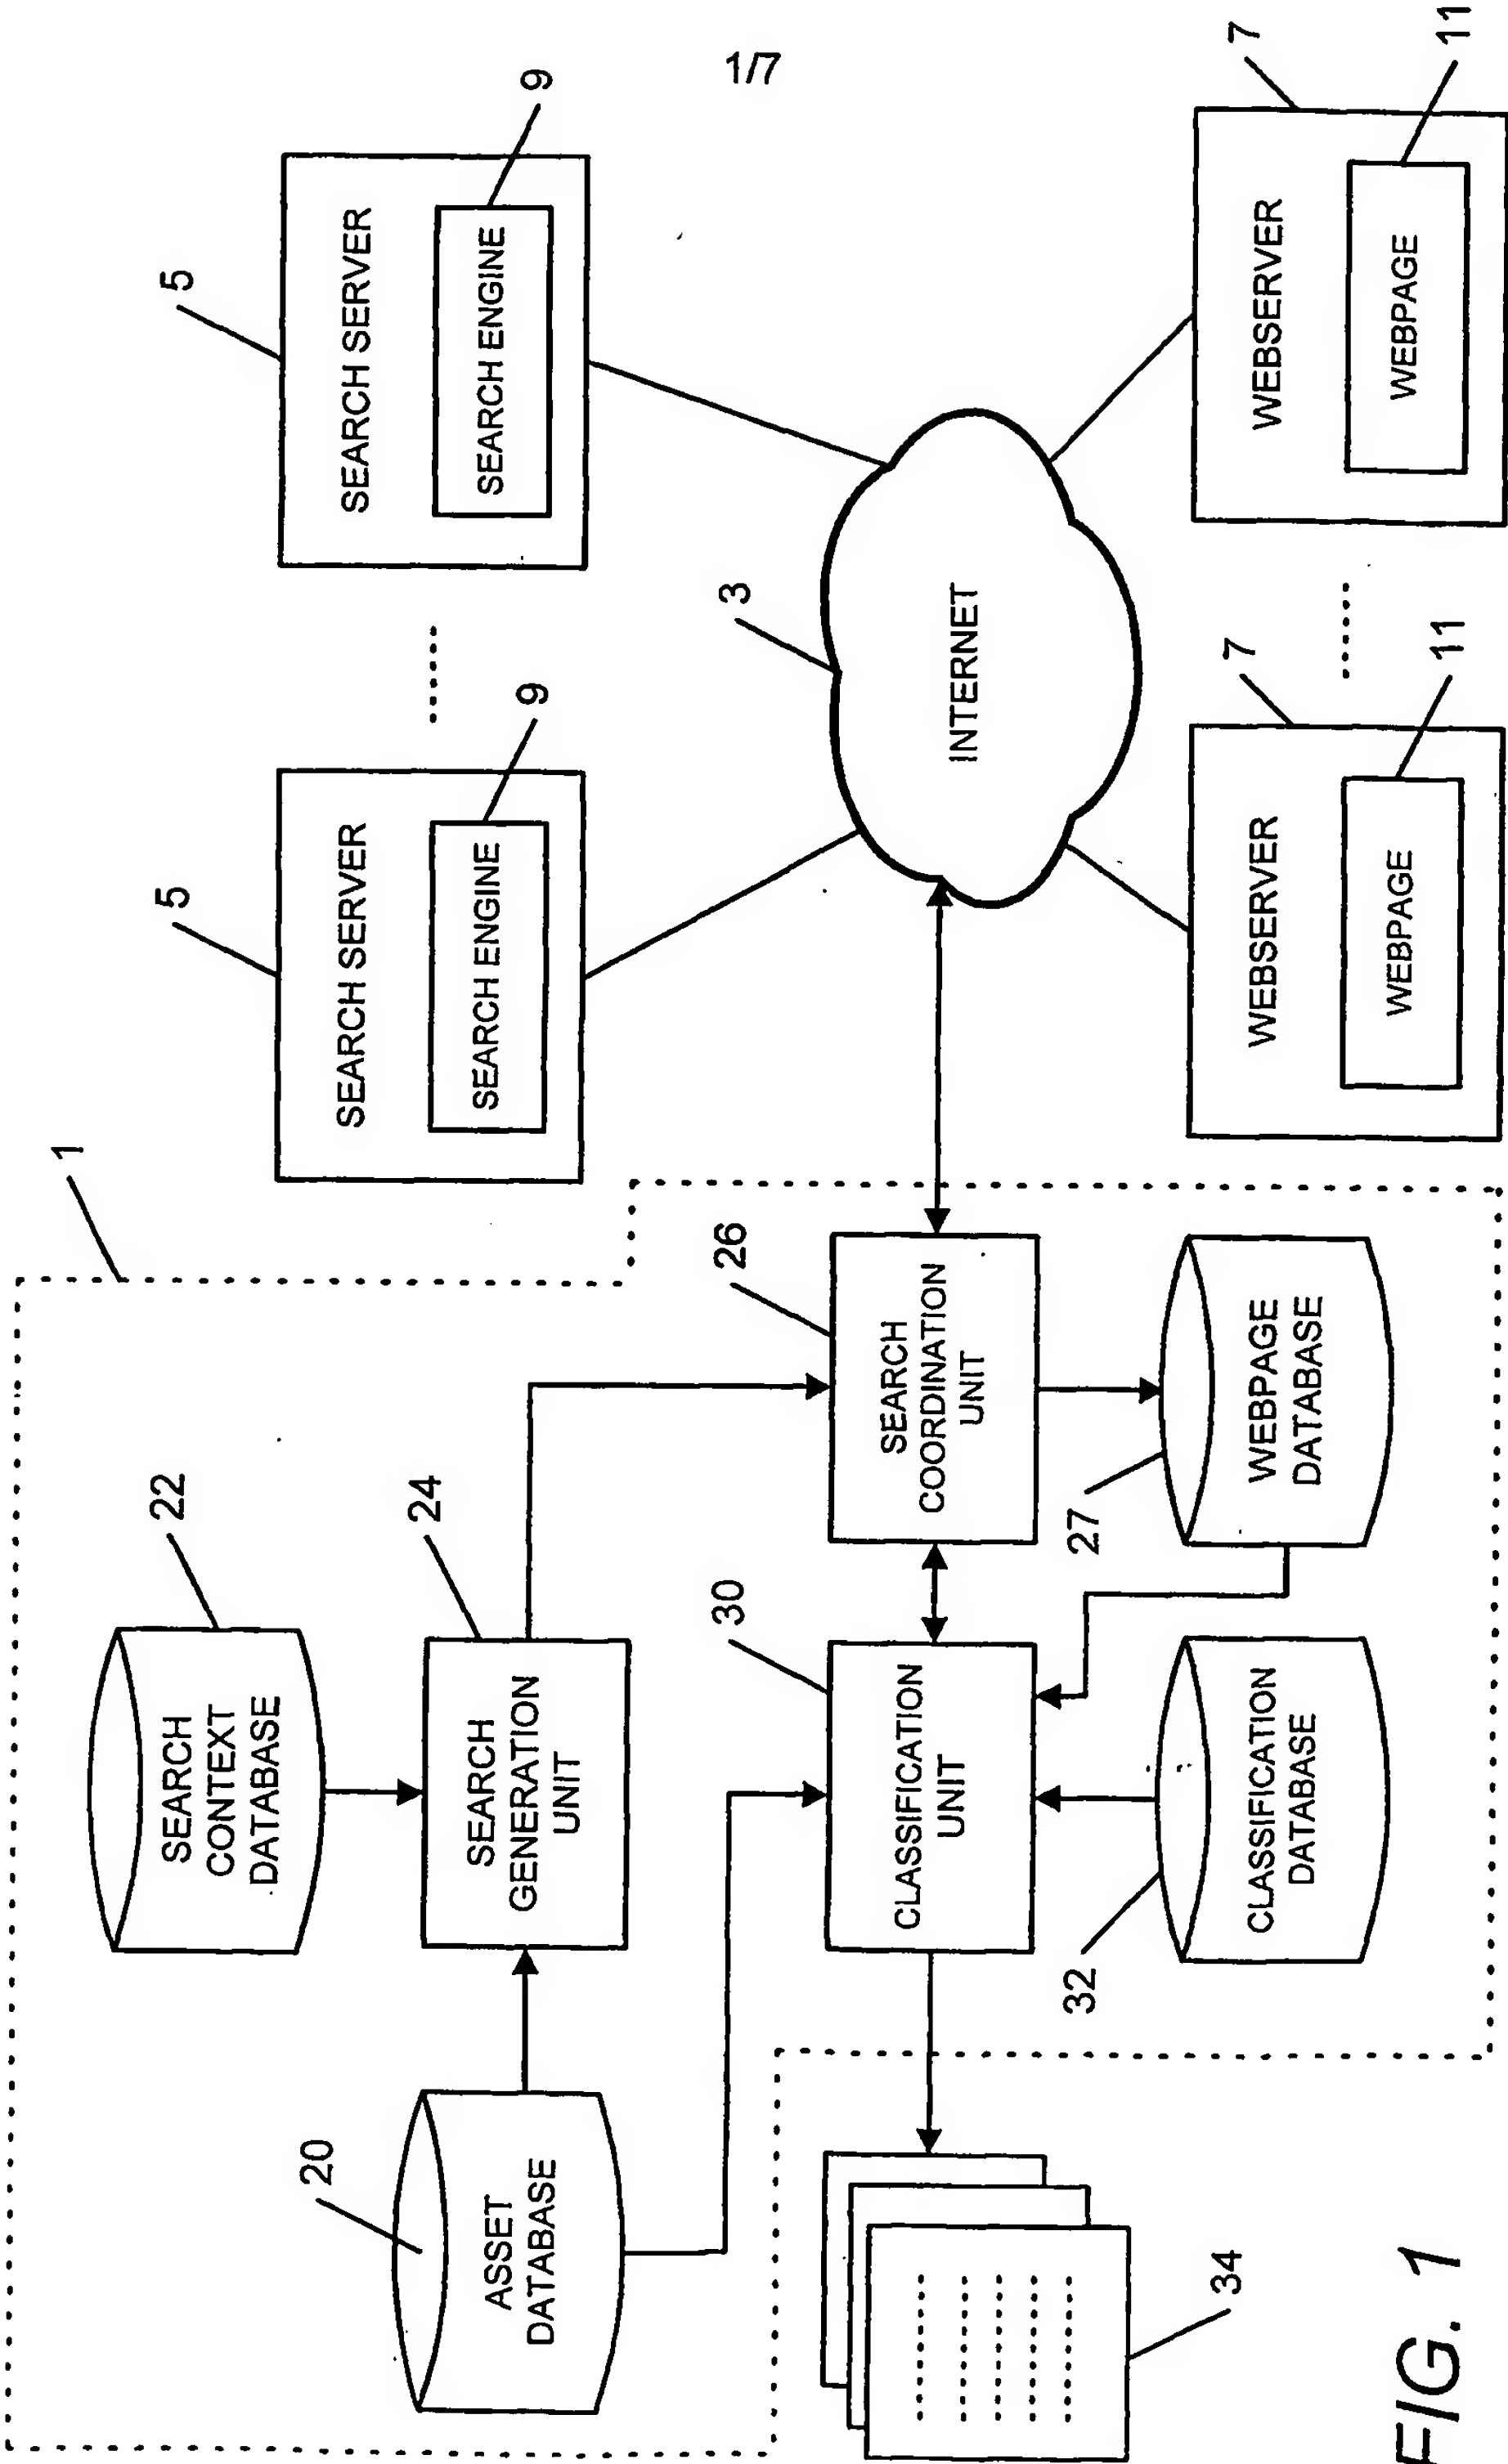 1/7
1
22
SEARCH
CONTEXT
DATABASE
20
ASSET
DATABASE
24
SEARCH
GENERATION
UNIT
5
SEARCH SERVER
9
SEARCH ENGINE
......
5
SEARCH SERVER
9
SEARCH ENGINE
30
CLASSIFICATION
UNIT
26
SEARCH
COORDINATION
UNIT
3
INTERNET
34
32
CLASSIFICATION
DATABASE
27
WEBPAGE
DATABASE
7
WEBSERVER
11
WEBPAGE
......
7
WEBSERVER
11
WEBPAGE
FIG. 1